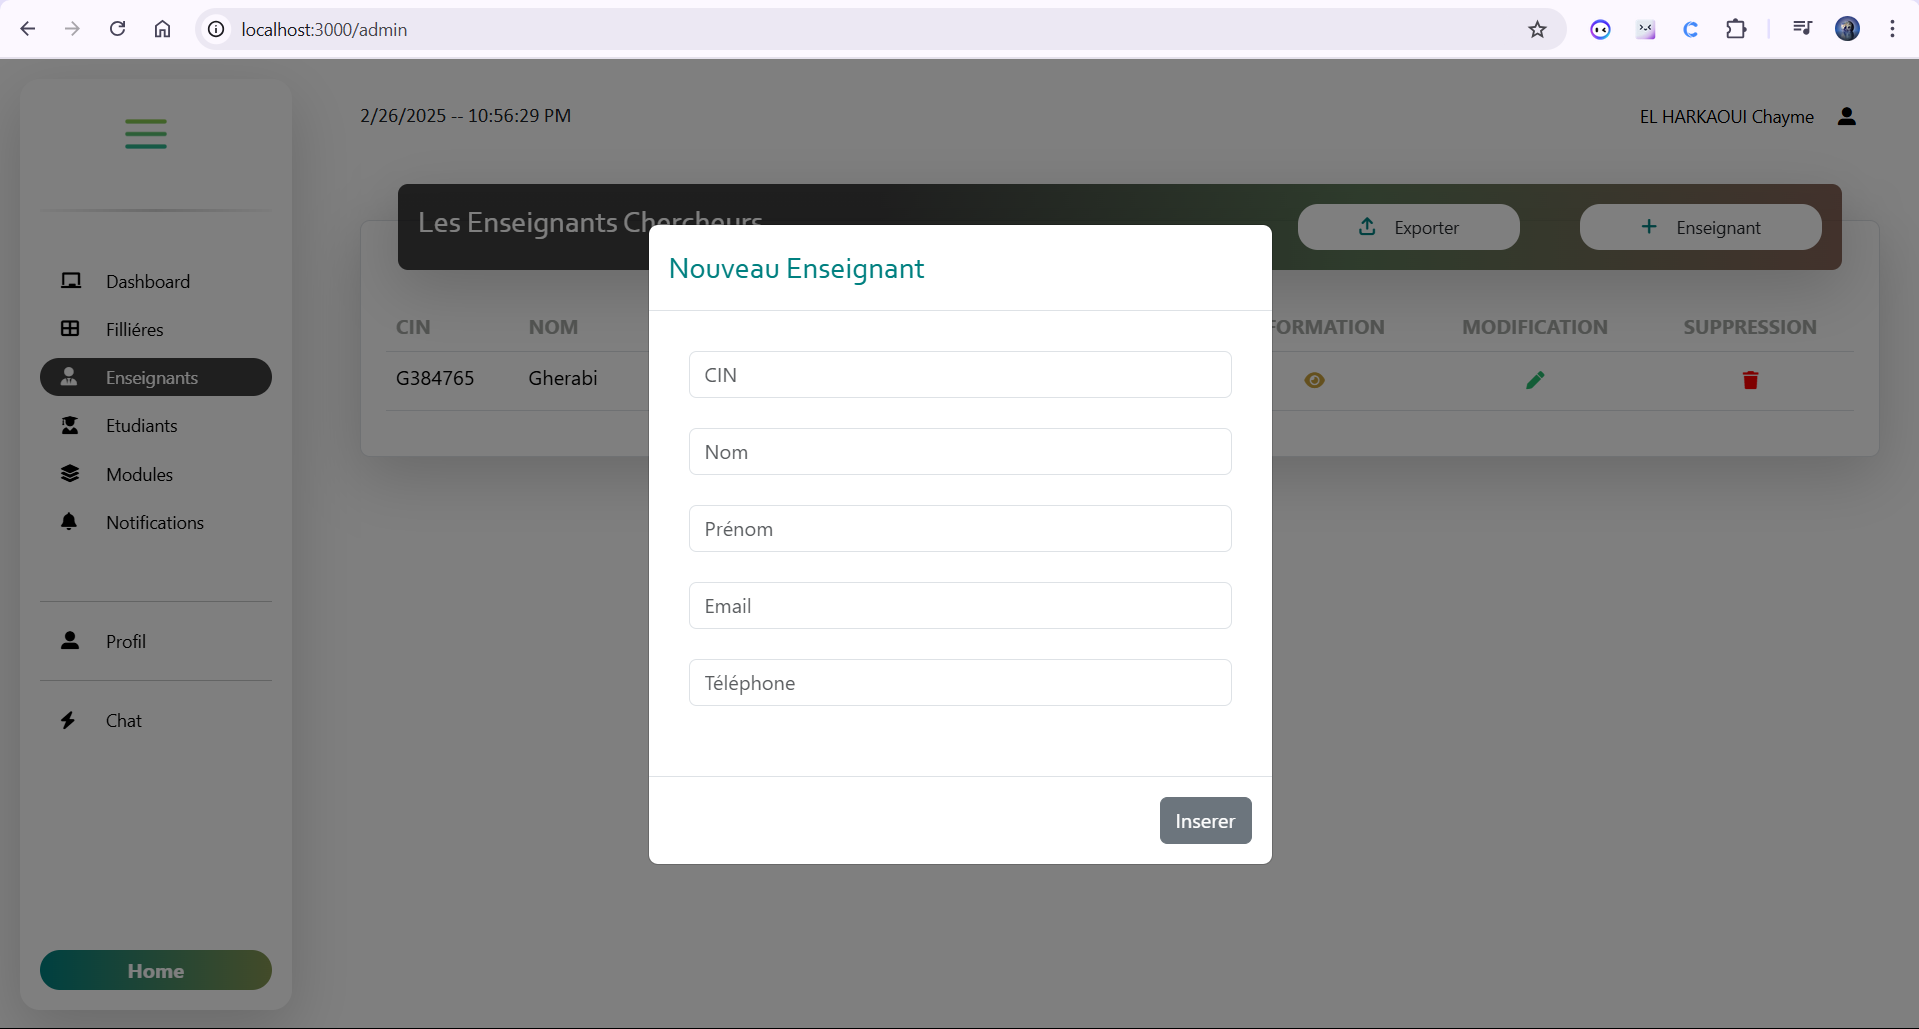 localhost:3000/admin
2/26/2025 -- 10:56:29 PM
EL HARKAOUI Chayme
Dashboard
Filliéres
Enseignants
Etudiants
Modules
Notifications
Profil
Chat
Home
Les Enseignants Chercheurs
Exporter
Enseignant
CIN NOM FORMATION MODIFICATION SUPPRESSION
G384765 Gherabi
Nouveau Enseignant
CIN
Nom
Prénom
Email
Téléphone
Inserer